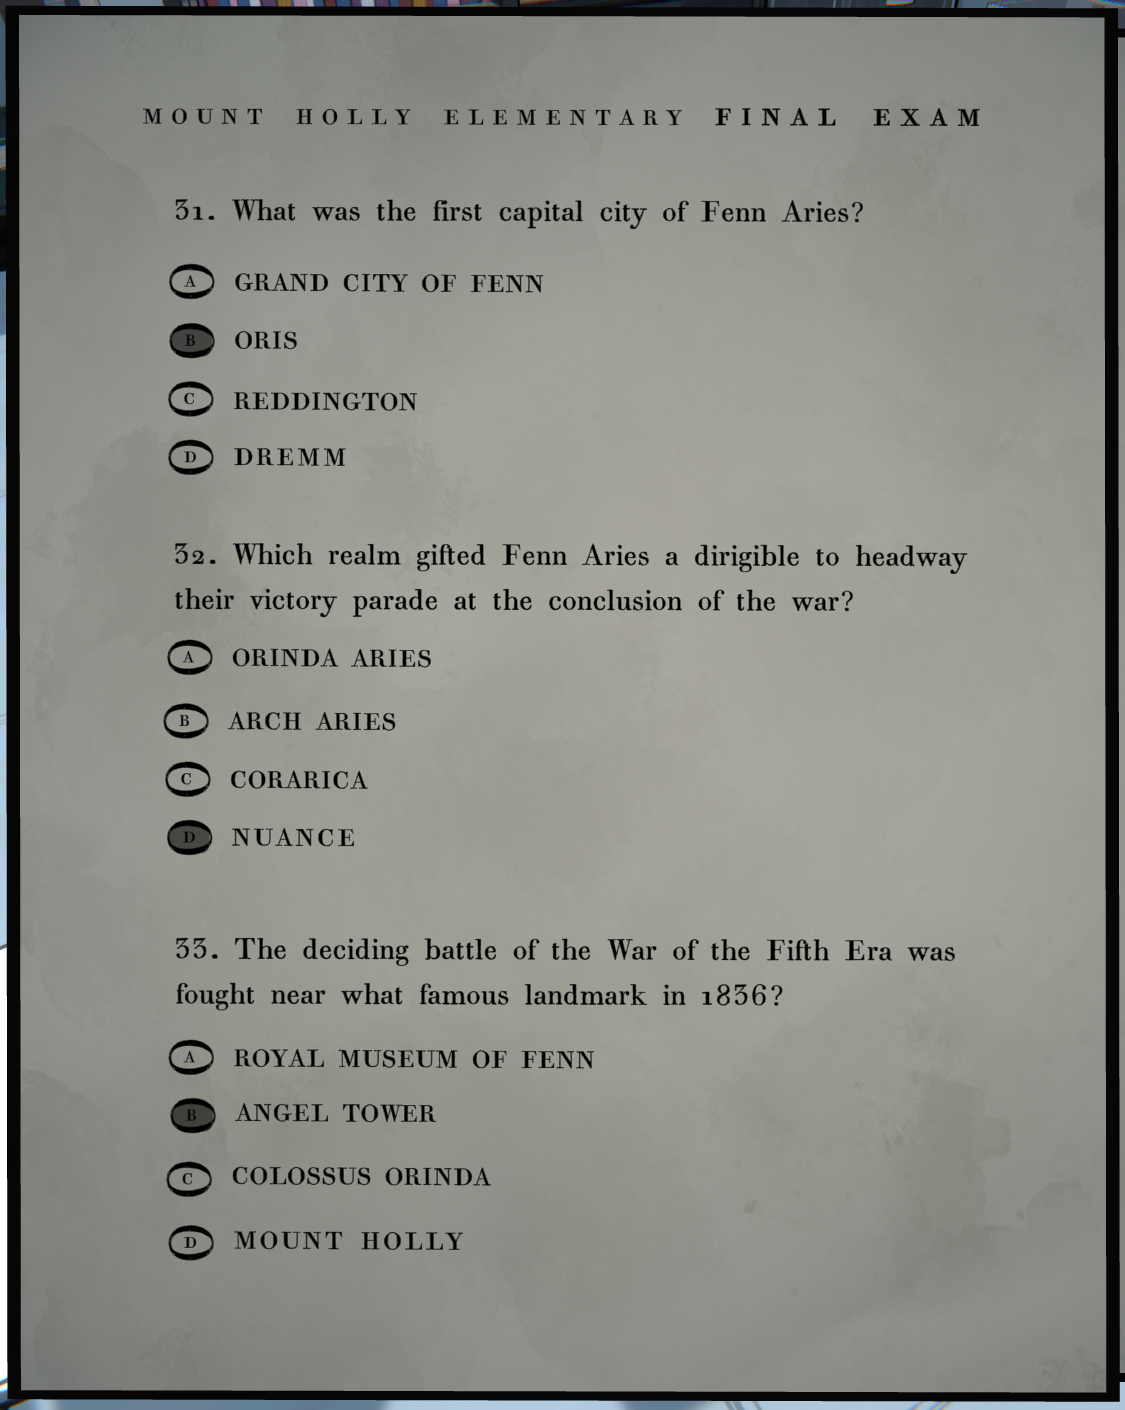 MOUNT HOLLY ELEMENTARY FINAL EXAM
31. What was the first capital city of Fenn Aries?
A GRAND CITY OF FENN
B ORIS
C REDDINGTON
D DREMM
32. Which realm gifted Fenn Aries a dirigible to headway
their victory parade at the conclusion of the war?
A ORINDA ARIES
B ARCH ARIES
C CORARICA
D NUANCE
33. The deciding battle of the War of the Fifth Era was
fought near what famous landmark in 1836?
A ROYAL MUSEUM OF FENN
B ANGEL TOWER
C COLOSSUS ORINDA
D MOUNT HOLLY